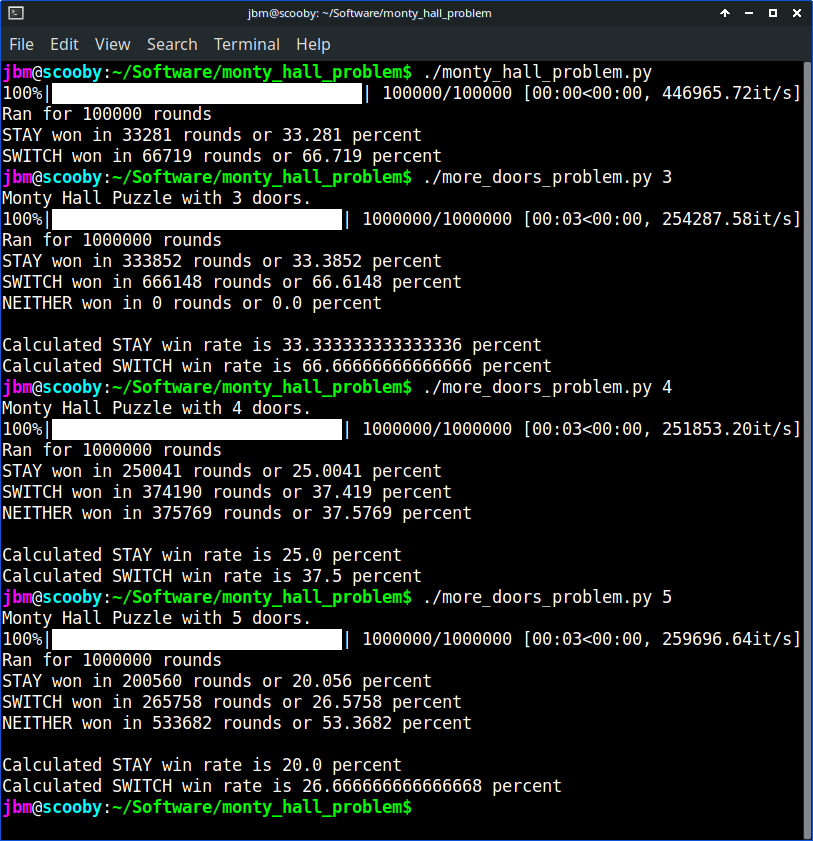 jbm@scooby: ~/Software/monty_hall_problem
File Edit View Search Terminal Help
jbm@scooby:~/Software/monty_hall_problem$ ./monty_hall_problem.py
100%|| 100000/100000 [00:00<00:00, 446965.72it/s]
Ran for 100000 rounds
STAY won in 33281 rounds or 33.281 percent
SWITCH won in 66719 rounds or 66.719 percent
jbm@scooby:~/Software/monty_hall_problem$ ./more_doors_problem.py 3
Monty Hall Puzzle with 3 doors.
100%|| 1000000/1000000 [00:03<00:00, 254287.58it/s]
Ran for 1000000 rounds
STAY won in 333852 rounds or 33.3852 percent
SWITCH won in 666148 rounds or 66.6148 percent
NEITHER won in 0 rounds or 0.0 percent
Calculated STAY win rate is 33.333333333333336 percent
Calculated SWITCH win rate is 66.66666666666666 percent
jbm@scooby:~/Software/monty_hall_problem$ ./more_doors_problem.py 4
Monty Hall Puzzle with 4 doors.
100%|| 1000000/1000000 [00:03<00:00, 251853.20it/s]
Ran for 1000000 rounds
STAY won in 250041 rounds or 25.0041 percent
SWITCH won in 374190 rounds or 37.419 percent
NEITHER won in 375769 rounds or 37.5769 percent
Calculated STAY win rate is 25.0 percent
Calculated SWITCH win rate is 37.5 percent
jbm@scooby:~/Software/monty_hall_problem$ ./more_doors_problem.py 5
Monty Hall Puzzle with 5 doors.
100%|| 1000000/1000000 [00:03<00:00, 259696.64it/s]
Ran for 1000000 rounds
STAY won in 200560 rounds or 20.056 percent
SWITCH won in 265758 rounds or 26.5758 percent
NEITHER won in 533682 rounds or 53.3682 percent
Calculated STAY win rate is 20.0 percent
Calculated SWITCH win rate is 26.666666666666668 percent
jbm@scooby:~/Software/monty_hall_problem$